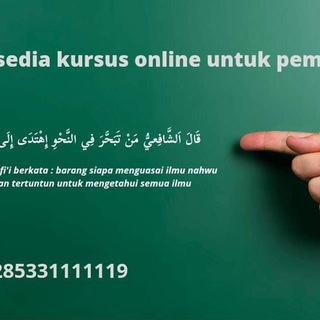 sedia kursus online untuk pem
قَالَ اَلشَّافِعِيُّ مَنْ تَبَحَّرَ فِي النَّحْوِ إِهْتَدَى إِلَى
fi'i berkata : barang siapa menguasai ilmu nahwu
an tertuntun untuk mengetahui semua ilmu
285331111119